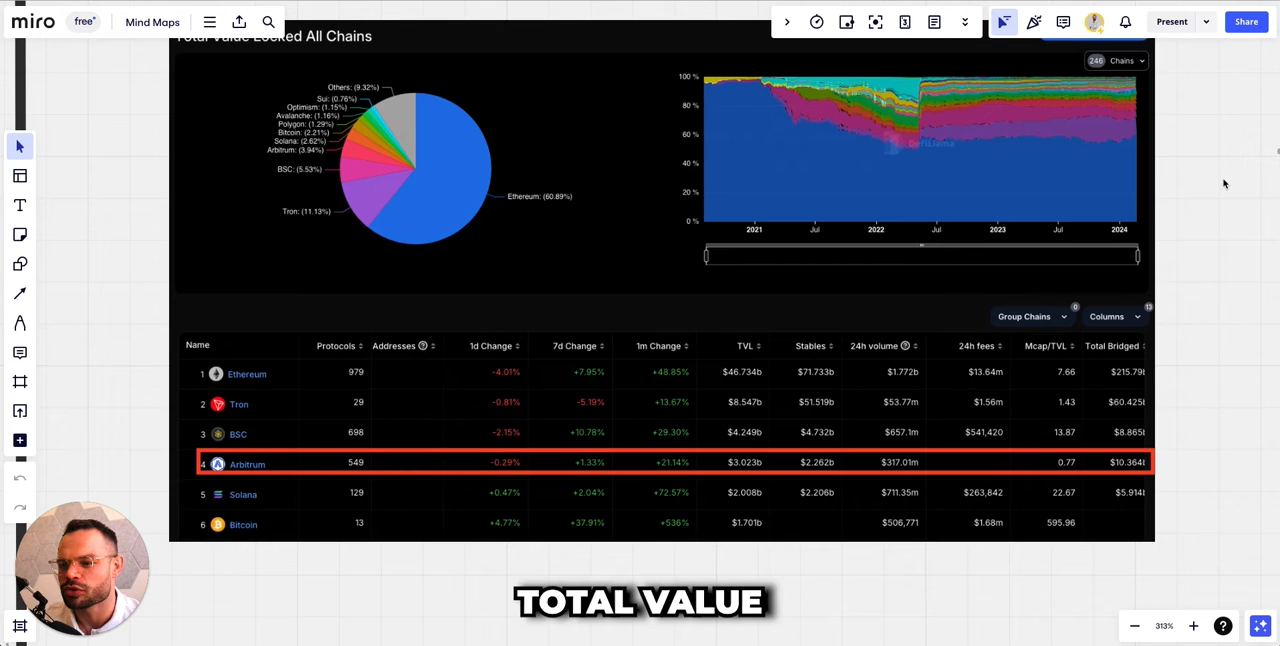 miro free Mind Maps Present Share
Total Value Locked All Chains
246 Chains
Others: (9.32%)
Sui: (0.76%)
Optimism: (1.15%)
Avalanche: (1.16%)
Polygon: (1.29%)
Bitcoin: (2.21%)
Solana: (2.62%)
Arbitrum: (3.94%)
BSC: (5.53%)
Tron: (11.13%)
Ethereum: (60.89%)
100 %
80 %
60 %
40 %
20 %
0 %
DefiLlama
2021 Jul 2022 Jul 2023 Jul 2024
Group Chains 0 Columns 13
Name Protocols Addresses 1d Change 7d Change 1m Change TVL Stables 24h volume 24h fees Mcap/TVL Total Bridged
1 Ethereum 979 -4.01% +7.95% +48.85% $46.734b $71.733b $1.772b $13.64m 7.66 $215.79b
2 Tron 29 -0.81% -5.19% +13.67% $8.547b $51.519b $53.77m $1.56m 1.43 $60.425b
3 BSC 698 -2.15% +10.78% +29.30% $4.249b $4.732b $657.1m $541,420 13.87 $8.865b
4 Arbitrum 549 -0.29% +1.33% +21.14% $3.023b $2.262b $317.01m 0.77 $10.364b
5 Solana 129 +0.47% +2.04% +72.57% $2.008b $2.206b $711.35m $263,842 22.67 $5.914b
6 Bitcoin 13 +4.77% +37.91% +536% $1.701b $506,771 $1.68m 595.96
TOTAL VALUE
313%